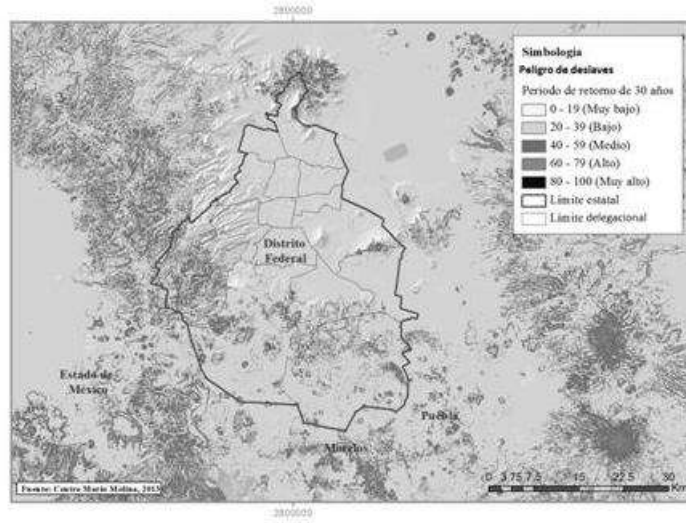 2800000
Simbología
Peligro de deslaves
Periodo de retorno de 30 años
0 - 19 (Muy bajo)
20 - 39 (Bajo)
40 - 59 (Medio)
60 - 79 (Alto)
80 - 100 (Muy alto)
Límite estatal
Límite delegacional
Distrito
Federal
Estado de
México
Puebla
Morelos
Fuente: Centro Mario Molina, 2013
0 3.75 7.5 15 22.5 30
Km
2800000